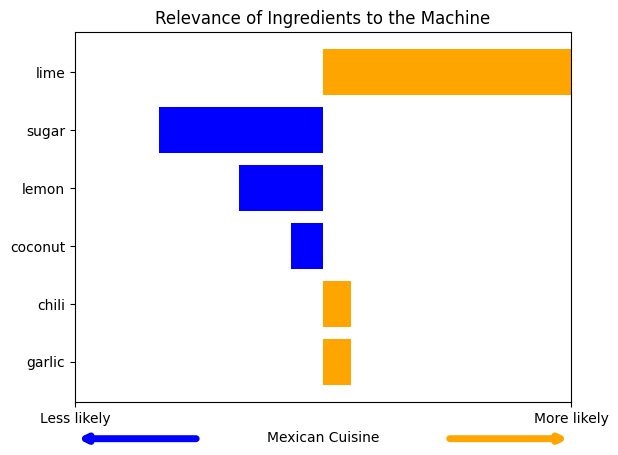 Relevance of Ingredients to the Machine
lime
sugar
lemon
coconut
chili
garlic
Less likely
More likely
Mexican Cuisine